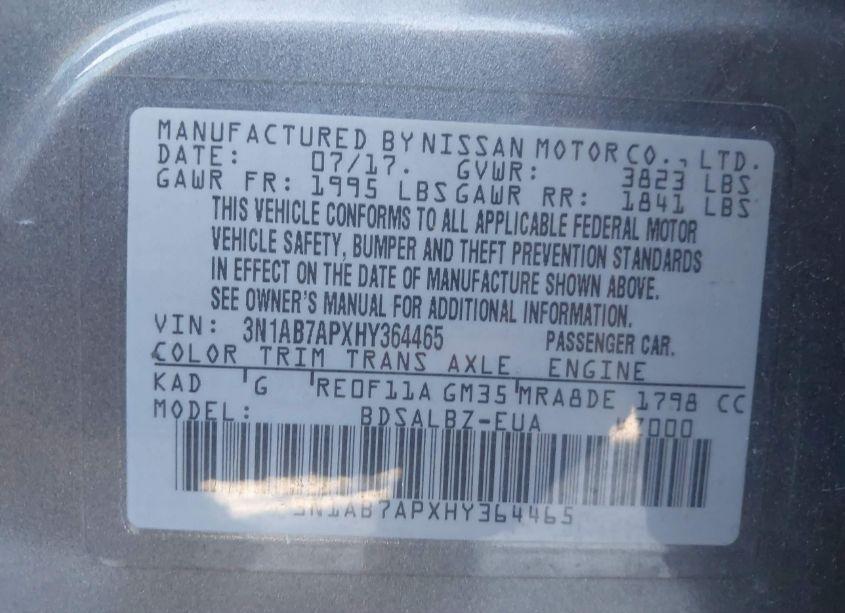 MANUFACTURED BY NISSAN MOTOR CO., LTD.
DATE: 07/17. GVWR: 3823 LBS
GAWR FR: 1995 LBS GAWR RR: 1841 LBS
THIS VEHICLE CONFORMS TO ALL APPLICABLE FEDERAL MOTOR
VEHICLE SAFETY, BUMPER AND THEFT PREVENTION STANDARDS
IN EFFECT ON THE DATE OF MANUFACTURE SHOWN ABOVE.
SEE OWNER'S MANUAL FOR ADDITIONAL INFORMATION.
VIN: 3N1AB7APXHY364465 PASSENGER CAR.
COLOR TRIM TRANS AXLE ENGINE
KAD G RE0F11A GM35 MRA8DE 1798 CC
MODEL: BDSALBZ-EUA
3N1AB7APXHY364465